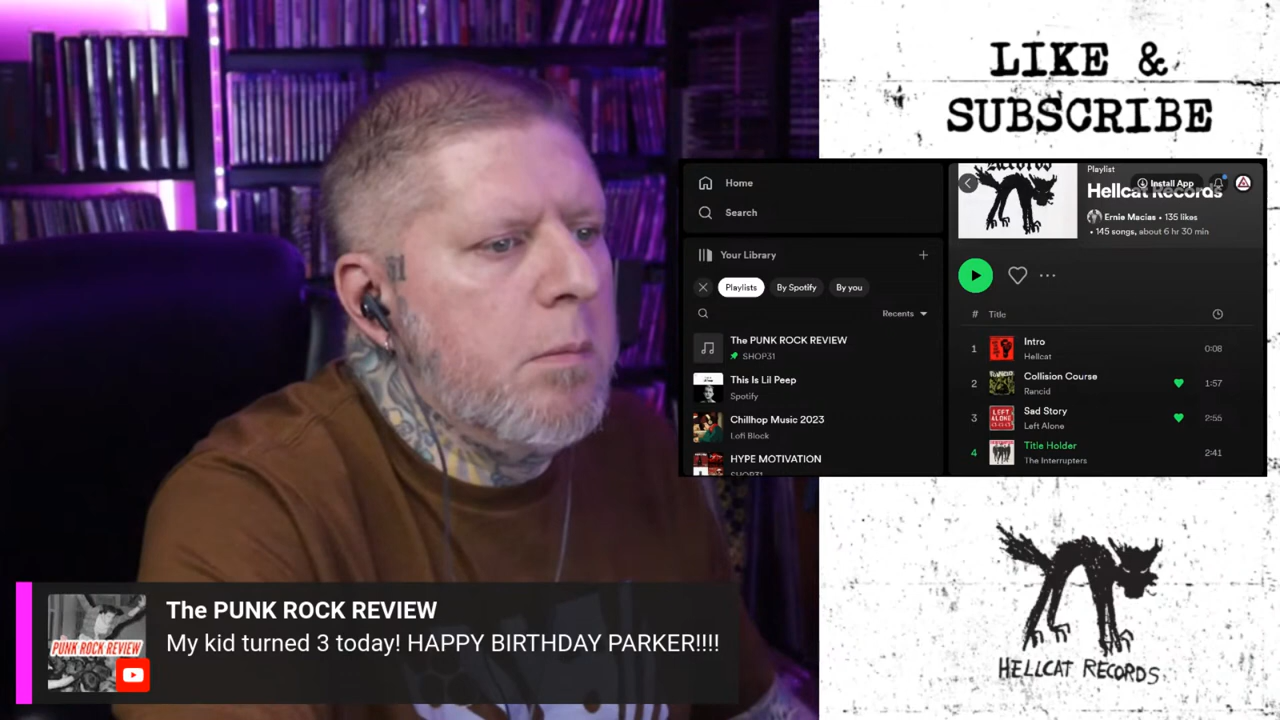 LIKE &
SUBSCRIBE
Home
Search
Your Library
Playlists
By Spotify
By you
Recents
The PUNK ROCK REVIEW
SHOP31
This Is Lil Peep
Spotify
Chillhop Music 2023
Lofi Block
HYPE MOTIVATION
SHOP31
Records
Playlist
Install App
Hellcat Records
Ernie Macias • 135 likes
• 145 songs, about 6 hr 30 min
# Title
1 Intro 0:08
Hellcat
2 Collision Course 1:57
Rancid
3 Sad Story 2:55
Left Alone
LEFT
ALONE
4 Title Holder 2:41
The Interrupters
HELLCAT RECORDS
PUNK ROCK REVIEW
The PUNK ROCK REVIEW
My kid turned 3 today! HAPPY BIRTHDAY PARKER!!!!